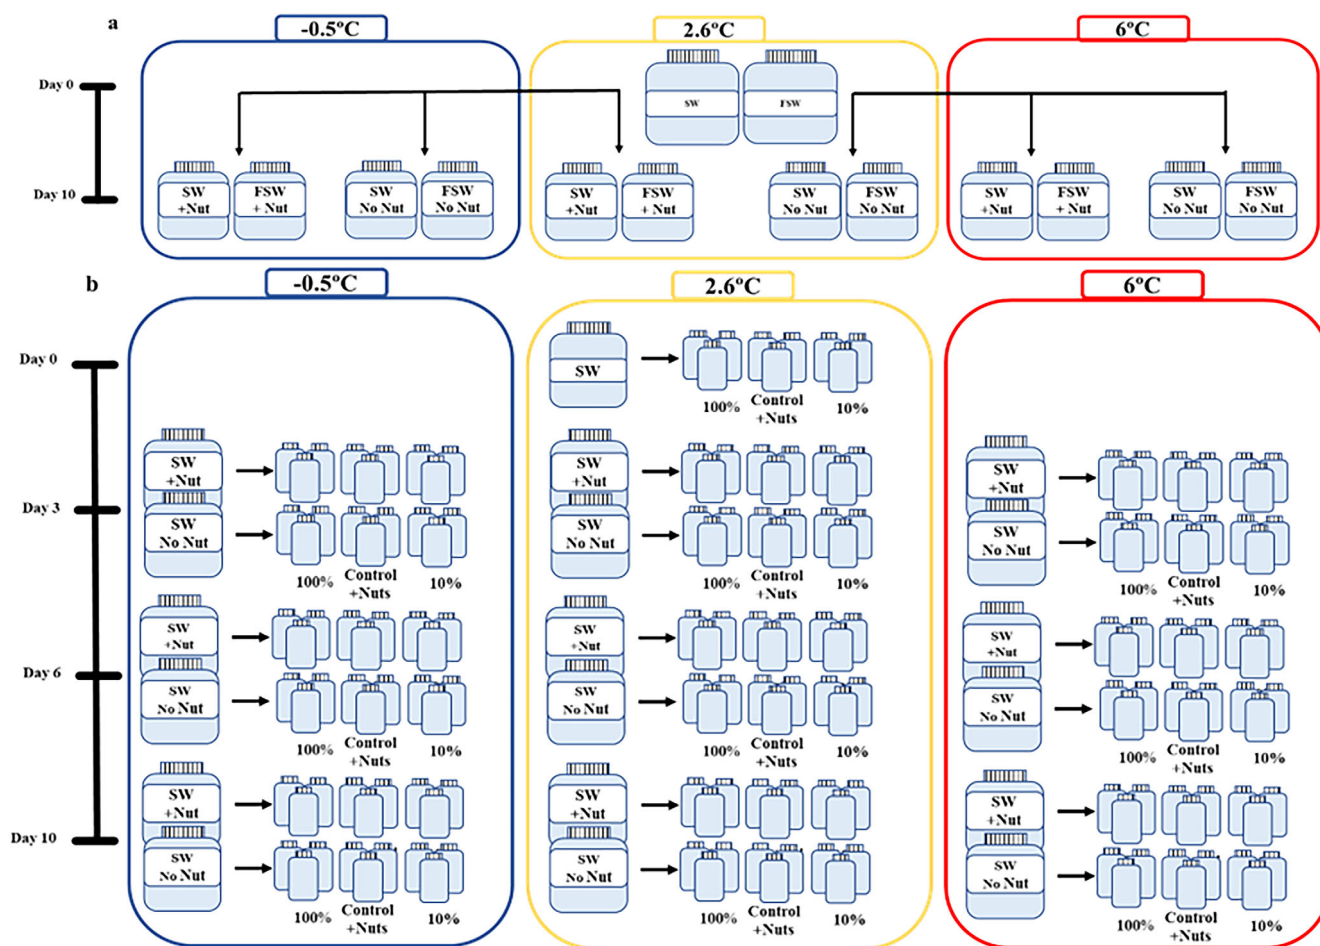 a
-0.5ºC
2.6ºC
6ºC
Day 0
SW
FSW
Day 10
SW
+Nut
FSW
+ Nut
SW
No Nut
FSW
No Nut
SW
+Nut
FSW
+ Nut
SW
No Nut
FSW
No Nut
SW
+Nut
FSW
+ Nut
SW
No Nut
FSW
No Nut
b
-0.5ºC
2.6ºC
6ºC
Day 0
SW
100%
Control
+Nuts
10%
Day 3
SW
+Nut
SW
No Nut
100%
Control
+Nuts
10%
SW
+Nut
SW
No Nut
100%
Control
+Nuts
10%
SW
+Nut
SW
No Nut
100%
Control
+Nuts
10%
Day 6
SW
+Nut
SW
No Nut
100%
Control
+Nuts
10%
SW
+Nut
SW
No Nut
100%
Control
+Nuts
10%
SW
+Nut
SW
No Nut
100%
Control
+Nuts
10%
Day 10
SW
+Nut
SW
No Nut
100%
Control
+Nuts
10%
SW
+Nut
SW
No Nut
100%
Control
+Nuts
10%
SW
+Nut
SW
No Nut
100%
Control
+Nuts
10%